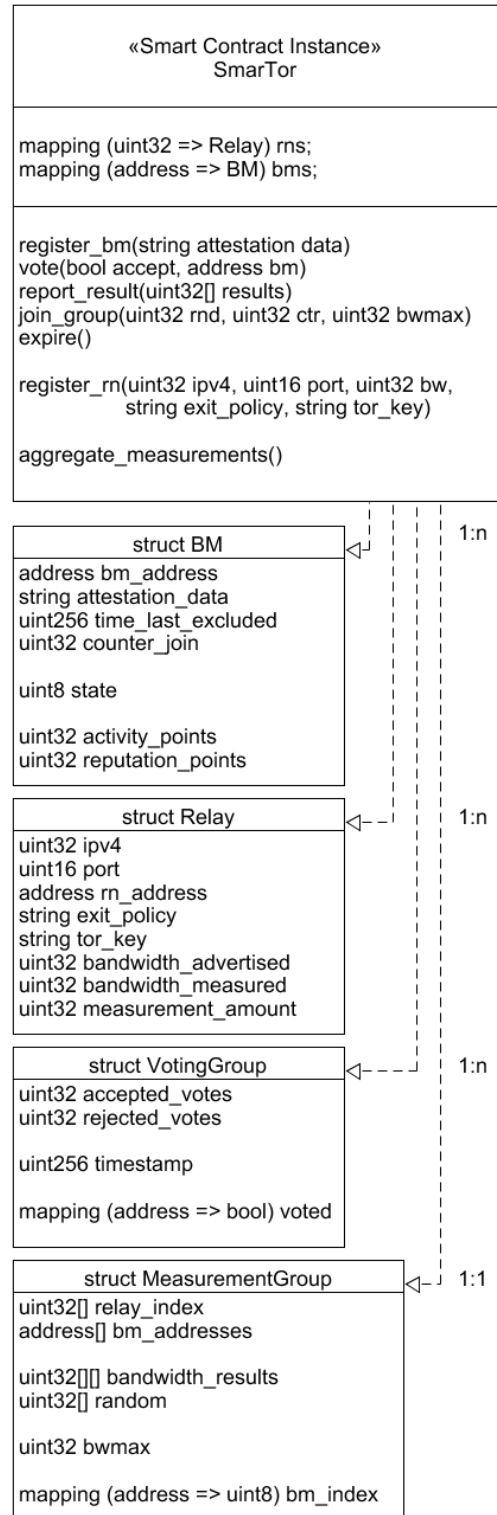 «Smart Contract Instance»
SmarTor
mapping (uint32 => Relay) rns;
mapping (address => BM) bms;
register_bm(string attestation data)
vote(bool accept, address bm)
report_result(uint32[] results)
join_group(uint32 rnd, uint32 ctr, uint32 bwmax)
expire()
register_rn(uint32 ipv4, uint16 port, uint32 bw,
string exit_policy, string tor_key)
aggregate_measurements()
1:n
struct BM
address bm_address
string attestation_data
uint256 time_last_excluded
uint32 counter_join
uint8 state
uint32 activity_points
uint32 reputation_points
struct Relay
1:n
uint32 ipv4
uint16 port
address rn_address
string exit_policy
string tor_key
uint32 bandwidth_advertised
uint32 bandwidth_measured
uint32 measurement_amount
struct VotingGroup
1:n
uint32 accepted_votes
uint32 rejected_votes
uint256 timestamp
mapping (address => bool) voted
struct MeasurementGroup
1:1
uint32[] relay_index
address[] bm_addresses
uint32[][] bandwidth_results
uint32[] random
uint32 bwmax
mapping (address => uint8) bm_index